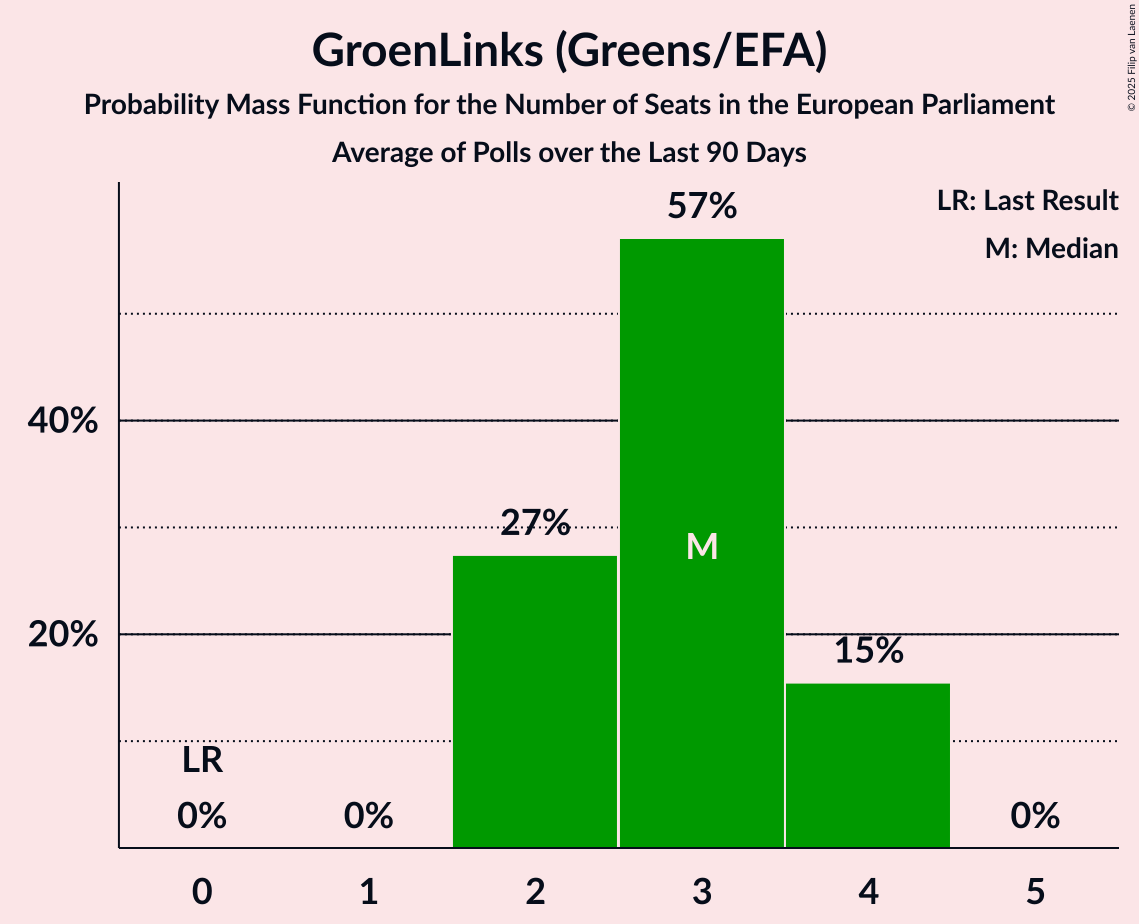 GroenLinks (Greens/EFA)
Probability Mass Function for the Number of Seats in the European Parliament
Average of Polls over the Last 90 Days
© 2025 Filip van Laenen
LR: Last Result
M: Median
57%
40%
27%
M
20%
15%
LR
0%
0%
0%
0
1
2
3
4
5